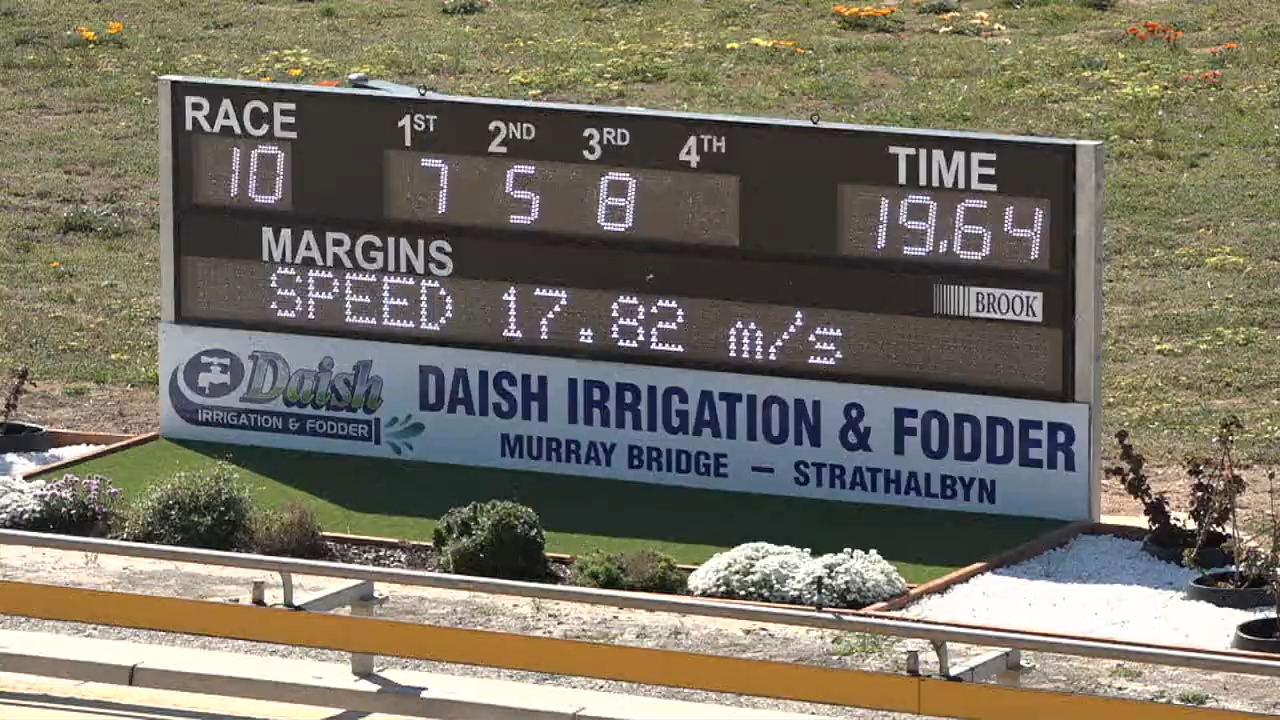 RACE 1ST 2ND 3RD 4TH TIME
10 7 5 8 19.64
MARGINS
BROOK
SPEED 17.82 m/s
Daish
IRRIGATION & FODDER
DAISH IRRIGATION & FODDER
MURRAY BRIDGE – STRATHALBYN